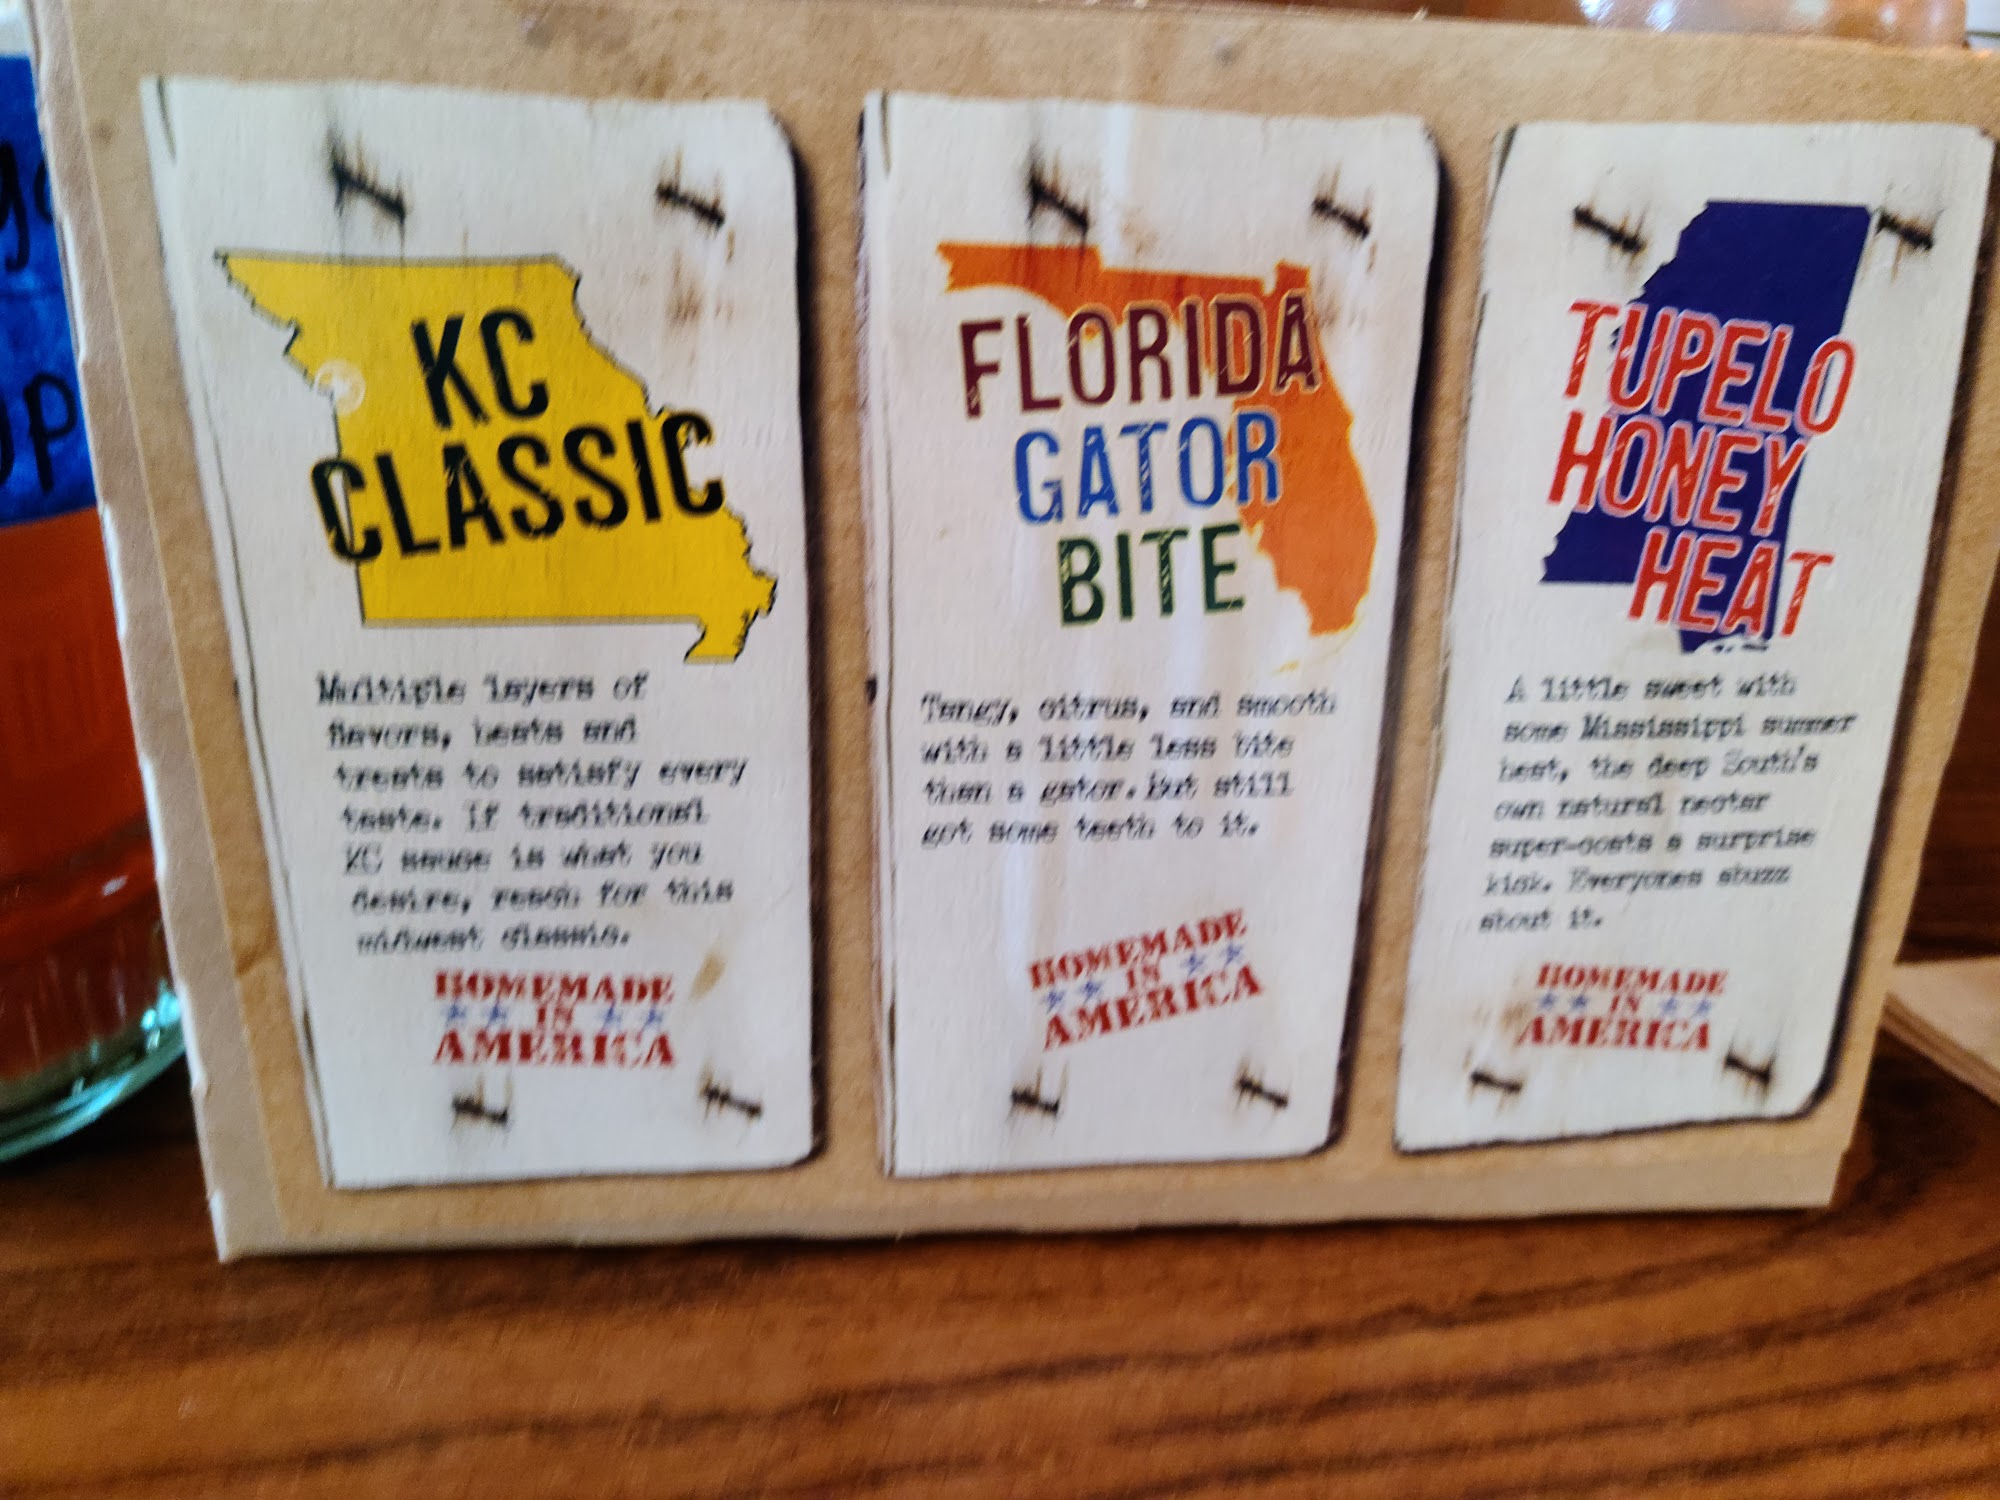 KC
CLASSIC
Multiple layers of
flavors, heats and
treats to satisfy every
taste. If traditional
KC sauce is what you
desire, reach for this
midwest classic.
HOMEMADE
IN
AMERICA
FLORIDA
GATOR
BITE
Tangy, citrus, and smooth
with a little less bite
than a gator. But still
got some teeth to it.
HOMEMADE
IN
AMERICA
TUPELO
HONEY
HEAT
A little sweet with
some Mississippi summer
heat, the deep South's
own natural nectar
super-coats a surprise
kick. Everyones abuzz
about it.
HOMEMADE
IN
AMERICA